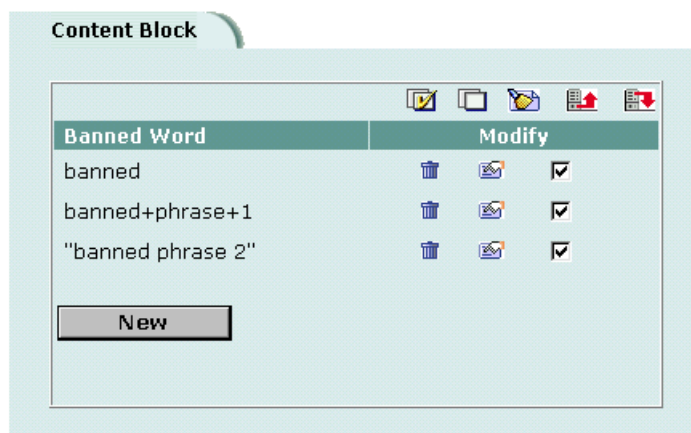 Content Block
Banned Word Modify
banned
banned+phrase+1
"banned phrase 2"
New